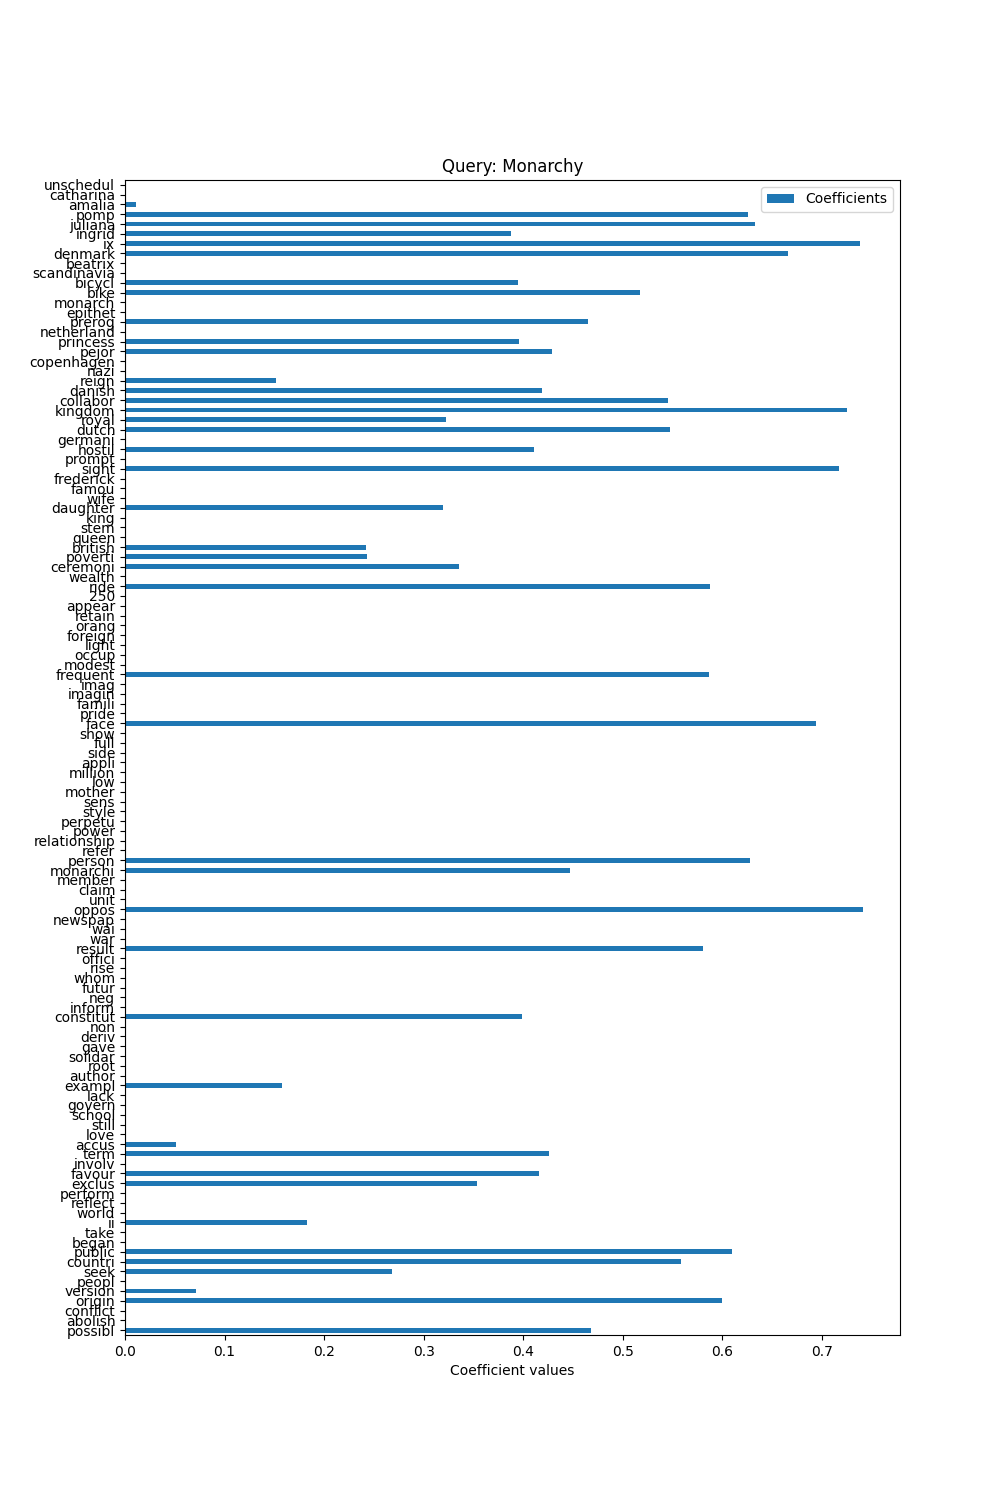 Query: Monarchy
Coefficients
unschedul
catharina
amalia
pomp
juliana
ingrid
ix
denmark
beatrix
scandinavia
bicycl
bike
monarch
epithet
prerog
netherland
princess
pejor
copenhagen
nazi
reign
danish
collabor
kingdom
royal
dutch
germani
hostil
prompt
sight
frederick
famou
wife
daughter
king
stem
queen
british
poverti
ceremoni
wealth
ride
250
appear
retain
orang
foreign
light
occup
modest
frequent
imag
imagin
famili
pride
face
show
full
side
appli
million
low
mother
sens
style
perpetu
power
relationship
refer
person
monarchi
member
claim
unit
oppos
newspap
wai
war
result
offici
rise
whom
futur
neg
inform
constitut
non
deriv
gave
solidar
root
author
exampl
lack
govern
school
still
love
accus
term
involv
favour
exclus
perform
reflect
world
ii
take
began
public
countri
seek
peopl
version
origin
conflict
abolish
possibl
0.0 0.1 0.2 0.3 0.4 0.5 0.6 0.7
Coefficient values